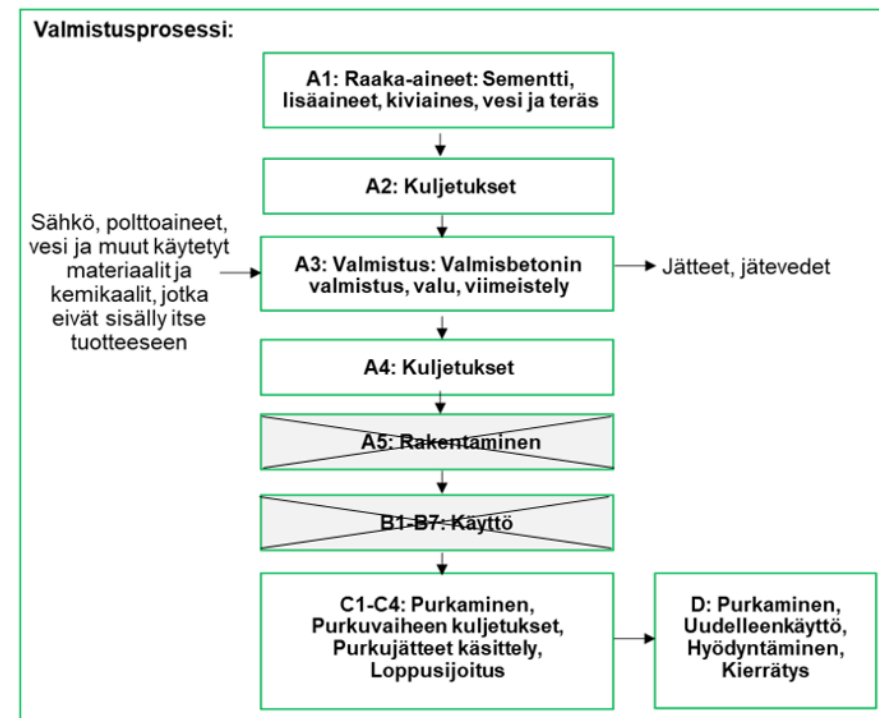 Valmistusprosessi:
A1: Raaka-aineet: Sementti,
lisäaineet, kiviaines, vesi ja teräs
A2: Kuljetukset
Sähkö, polttoaineet,
vesi ja muut käytetyt
materiaalit ja
kemikaalit, jotka
eivät sisälly itse
tuotteeseen
A3: Valmistus: Valmisbetonin
valmistus, valu, viimeistely
Jätteet, jätevedet
A4: Kuljetukset
A5: Rakentaminen
B1-B7: Käyttö
C1-C4: Purkaminen,
Purkuvaiheen kuljetukset,
Purkujätteet käsittely,
Loppusijoitus
D: Purkaminen,
Uudelleenkäyttö,
Hyödyntäminen,
Kierrätys